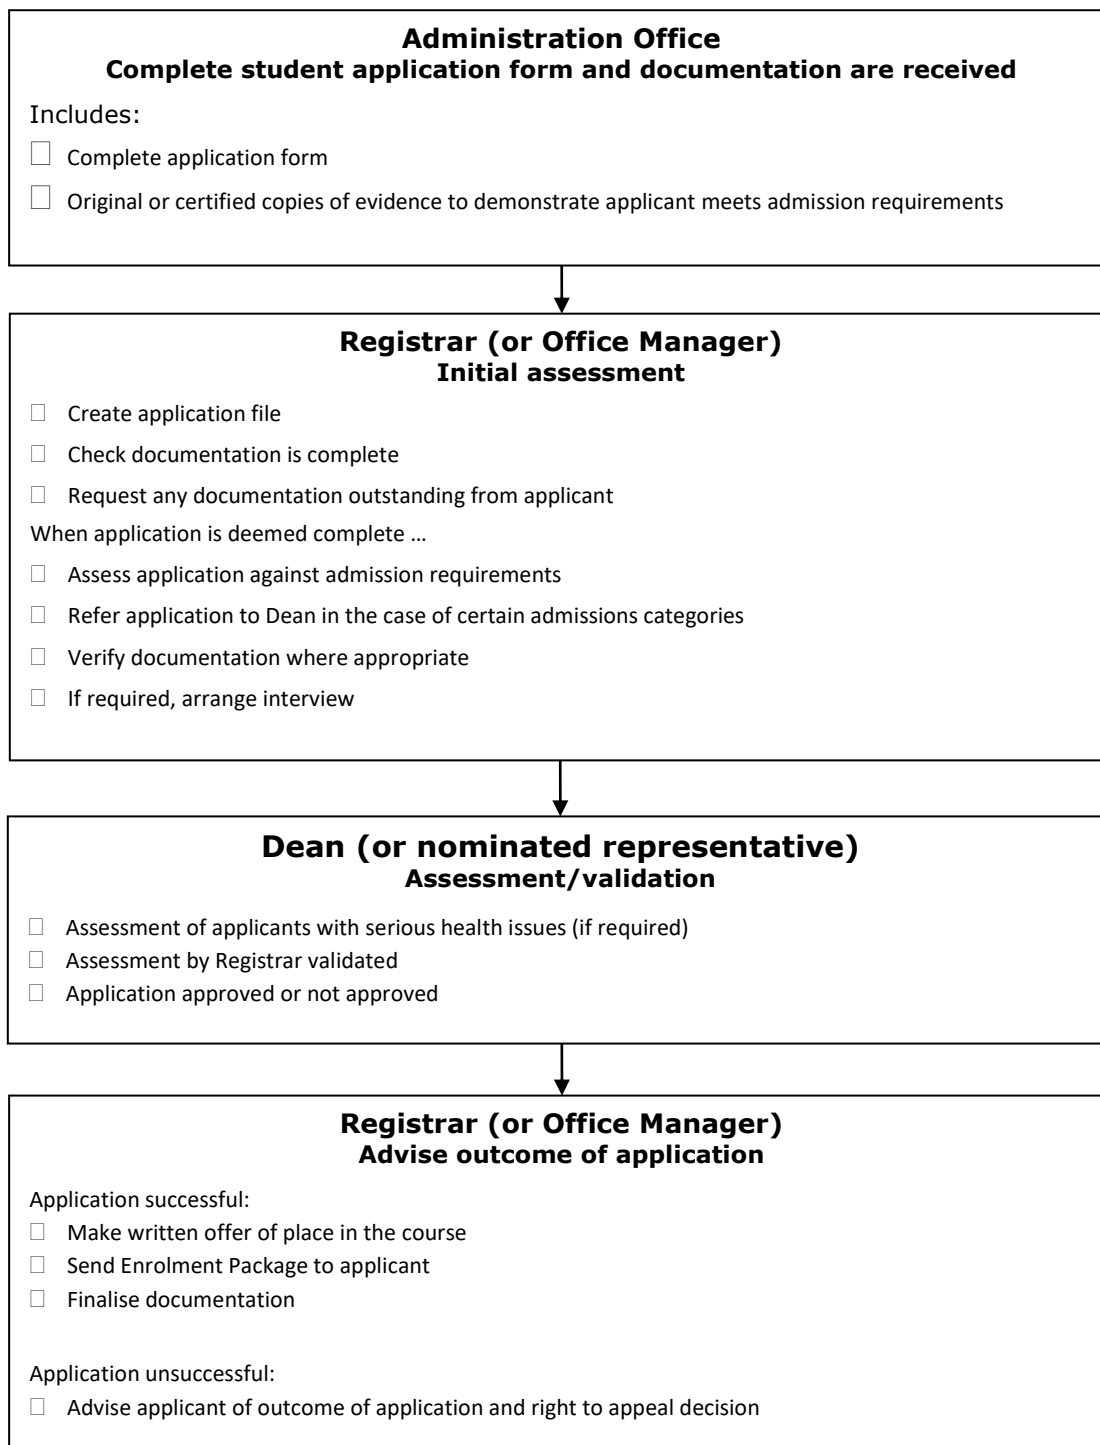 Administration Office
Complete student application form and documentation are received
Includes:
☐ Complete application form
☐ Original or certified copies of evidence to demonstrate applicant meets admission requirements
Registrar (or Office Manager)
Initial assessment
☐ Create application file
☐ Check documentation is complete
☐ Request any documentation outstanding from applicant
When application is deemed complete …
☐ Assess application against admission requirements
☐ Refer application to Dean in the case of certain admissions categories
☐ Verify documentation where appropriate
☐ If required, arrange interview
Dean (or nominated representative)
Assessment/validation
☐ Assessment of applicants with serious health issues (if required)
☐ Assessment by Registrar validated
☐ Application approved or not approved
Registrar (or Office Manager)
Advise outcome of application
Application successful:
☐ Make written offer of place in the course
☐ Send Enrolment Package to applicant
☐ Finalise documentation
Application unsuccessful:
☐ Advise applicant of outcome of application and right to appeal decision